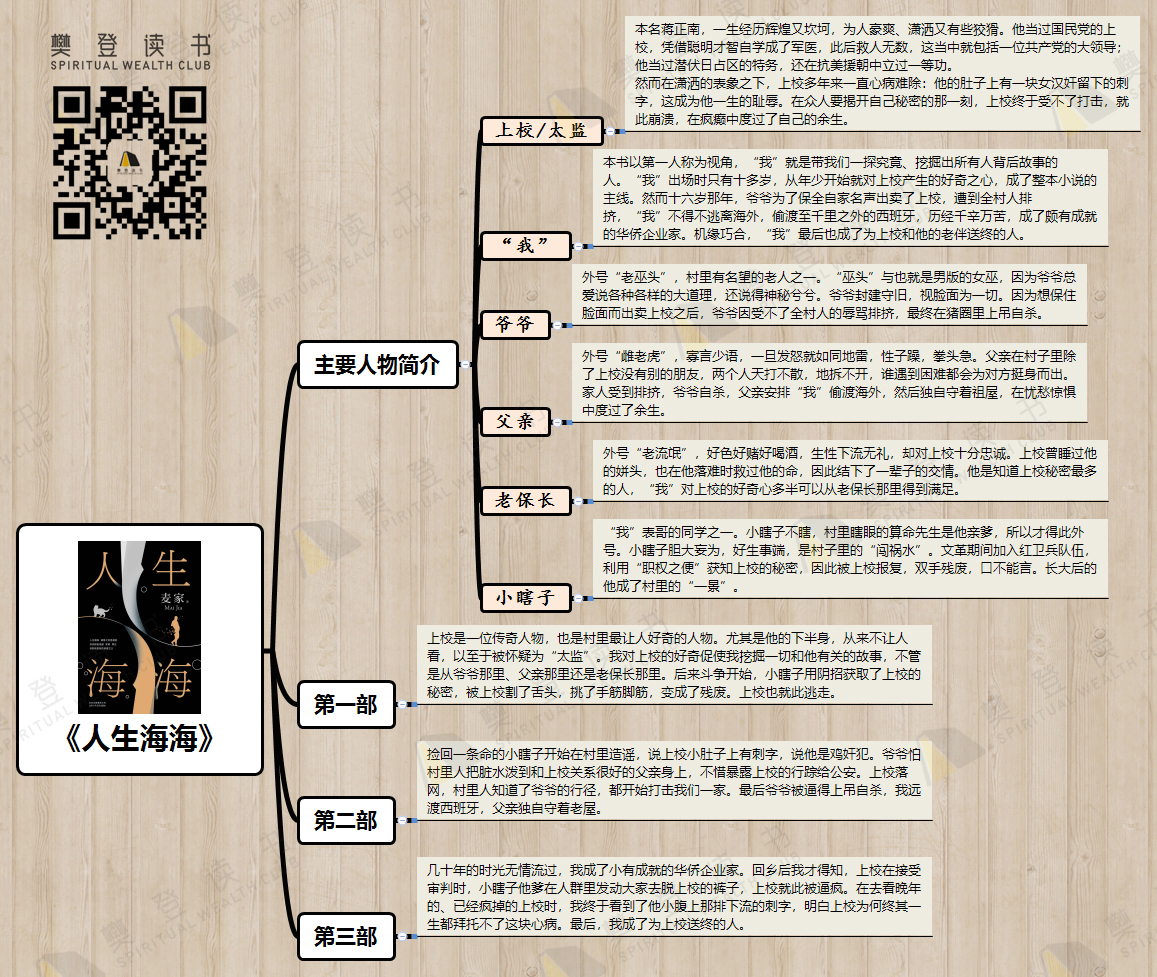 樊登读书
SPIRITUAL WEALTH CLUB
人生
海海
麦家。
Mai Jia
《人生海海》
主要人物简介
上校/太监
本名蒋正南，一生经历辉煌又坎坷，为人豪爽、潇洒又有些狡猾。他当过国民党的上
校，凭借聪明才智自学成了军医，此后救人无数，这当中就包括一位共产党的大领导；
他当过潜伏日占区的特务，还在抗美援朝中立过一等功。
然而在潇洒的表象之下，上校多年来一直心病难除：他的肚子上有一块女汉奸留下的刺
字，这成为他一生的耻辱。在众人要揭开自己秘密的那一刻，上校终于受不了打击，就
此崩溃，在疯癫中度过了自己的余生。
“我”
本书以第一人称为视角，“我”就是带我们一探究竟、挖掘出所有人背后故事的
人。“我”出场时只有十多岁，从年少开始就对上校产生的好奇之心，成了整本小说的
主线。然而十六岁那年，爷爷为了保全自家名声出卖了上校，遭到全村人排
挤，“我”不得不逃离海外，偷渡至千里之外的西班牙，历经千辛万苦，成了颇有成就
的华侨企业家。机缘巧合，“我”最后也成了为上校和他的老伴送终的人。
爷爷
外号“老巫头”，村里有名望的老人之一。“巫头”与也就是男版的女巫，因为爷爷总
爱说各种各样的大道理，还说得神秘兮兮。爷爷封建守旧，视脸面为一切。因为想保住
脸面而出卖上校之后，爷爷因受不了全村人的辱骂排挤，最终在猪圈里上吊自杀。
父亲
外号“雌老虎”，寡言少语，一旦发怒就如同地雷，性子躁，拳头急。父亲在村子里除
了上校没有别的朋友，两个人天打不散，地拆不开，谁遇到困难都会为对方挺身而出。
家人受到排挤，爷爷自杀，父亲安排“我”偷渡海外，然后独自守着祖屋，在忧愁惊惧
中度过了余生。
老保长
外号“老流氓”，好色好赌好喝酒，生性下流无礼，却对上校十分忠诚。上校曾睡过他
的姘头，也在他落难时救过他的命，因此结下了一辈子的交情。他是知道上校秘密最多
的人，“我”对上校的好奇心多半可以从老保长那里得到满足。
小瞎子
“我”表哥的同学之一。小瞎子不瞎，村里瞎眼的算命先生是他亲爹，所以才得此外
号。小瞎子胆大妄为，好生事端，是村子里的“闯祸水”。文革期间加入红卫兵队伍，
利用“职权之便”获知上校的秘密，因此被上校报复，双手残废，口不能言。长大后的
他成了村里的“一景”。
第一部
上校是一位传奇人物，也是村里最让人好奇的人物。尤其是他的下半身，从来不让人
看，以至于被怀疑为“太监”。我对上校的好奇促使我挖掘一切和他有关的故事，不管
是从爷爷那里、父亲那里还是老保长那里。后来斗争开始，小瞎子用阴招获取了上校的
秘密，被上校割了舌头，挑了手筋脚筋，变成了残废。上校也就此逃走。
第二部
捡回一条命的小瞎子开始在村里造谣，说上校小肚子上有刺字，说他是鸡奸犯。爷爷怕
村里人把脏水泼到和上校关系很好的父亲身上，不惜暴露上校的行踪给公安。上校落
网，村里人知道了爷爷的行径，都开始打击我们一家。最后爷爷被逼得上吊自杀，我远
渡西班牙，父亲独自守着老屋。
第三部
几十年的时光无情流过，我成了小有成就的华侨企业家。回乡后我才得知，上校在接受
审判时，小瞎子他爹在人群里发动大家去脱上校的裤子，上校就此被逼疯。在去看晚年
的、已经疯掉的上校时，我终于看到了他小腹上那排下流的刺字，明白上校为何终其一
生都拜托不了这块心病。最后，我成了为上校送终的人。